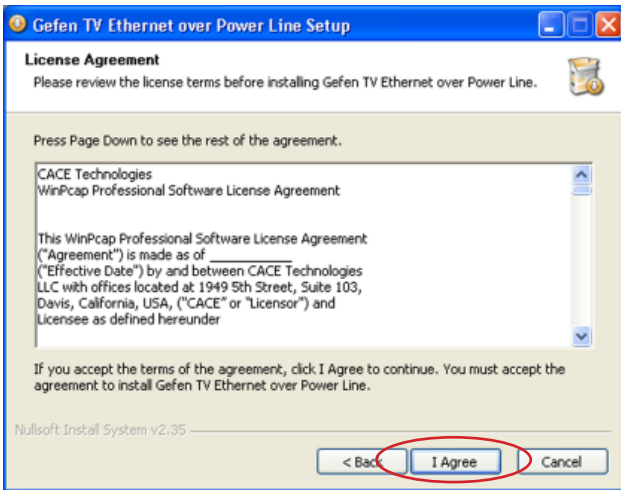 Gefen TV Ethernet over Power Line Setup
License Agreement
Please review the license terms before installing Gefen TV Ethernet over Power Line.
Press Page Down to see the rest of the agreement.
CACE Technologies
WinPcap Professional Software License Agreement
This WinPcap Professional Software License Agreement
("Agreement") is made as of ___________
("Effective Date") by and between CACE Technologies
LLC with offices located at 1949 5th Street, Suite 103,
Davis, California, USA, ("CACE" or "Licensor") and
Licensee as defined hereunder
If you accept the terms of the agreement, click I Agree to continue. You must accept the
agreement to install Gefen TV Ethernet over Power Line.
Nullsoft Install System v2.35
< Back I Agree Cancel